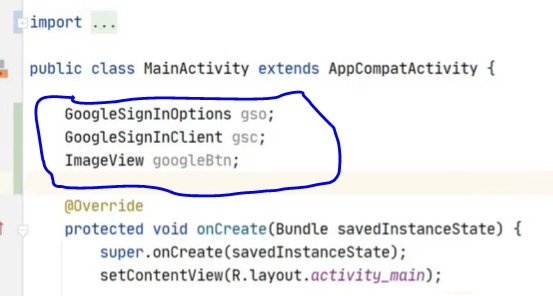 import ...
public class MainActivity extends AppCompatActivity {
GoogleSignInOptions gso;
GoogleSignInClient gsc;
ImageView googleBtn;
@Override
protected void onCreate(Bundle savedInstanceState) {
super.onCreate(savedInstanceState);
setContentView(R.layout.activity_main);